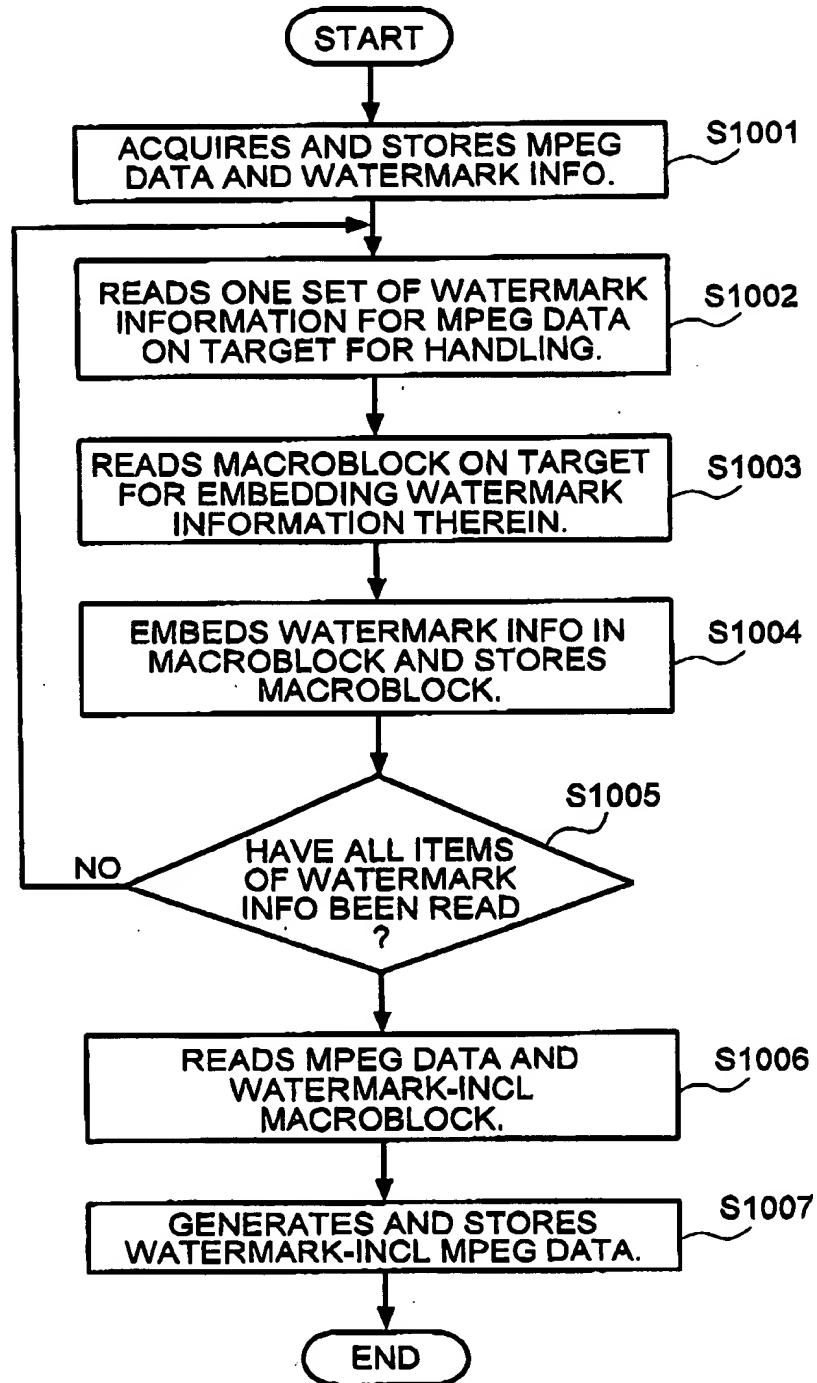 START
ACQUIRES AND STORES MPEG
DATA AND WATERMARK INFO.
S1001
READS ONE SET OF WATERMARK
INFORMATION FOR MPEG DATA
ON TARGET FOR HANDLING.
S1002
READS MACROBLOCK ON TARGET
FOR EMBEDDING WATERMARK
INFORMATION THEREIN.
S1003
EMBEDS WATERMARK INFO IN
MACROBLOCK AND STORES
MACROBLOCK.
S1004
S1005
HAVE ALL ITEMS
OF WATERMARK
INFO BEEN READ
?
NO
READS MPEG DATA AND
WATERMARK-INCL
MACROBLOCK.
S1006
GENERATES AND STORES
WATERMARK-INCL MPEG DATA.
S1007
END